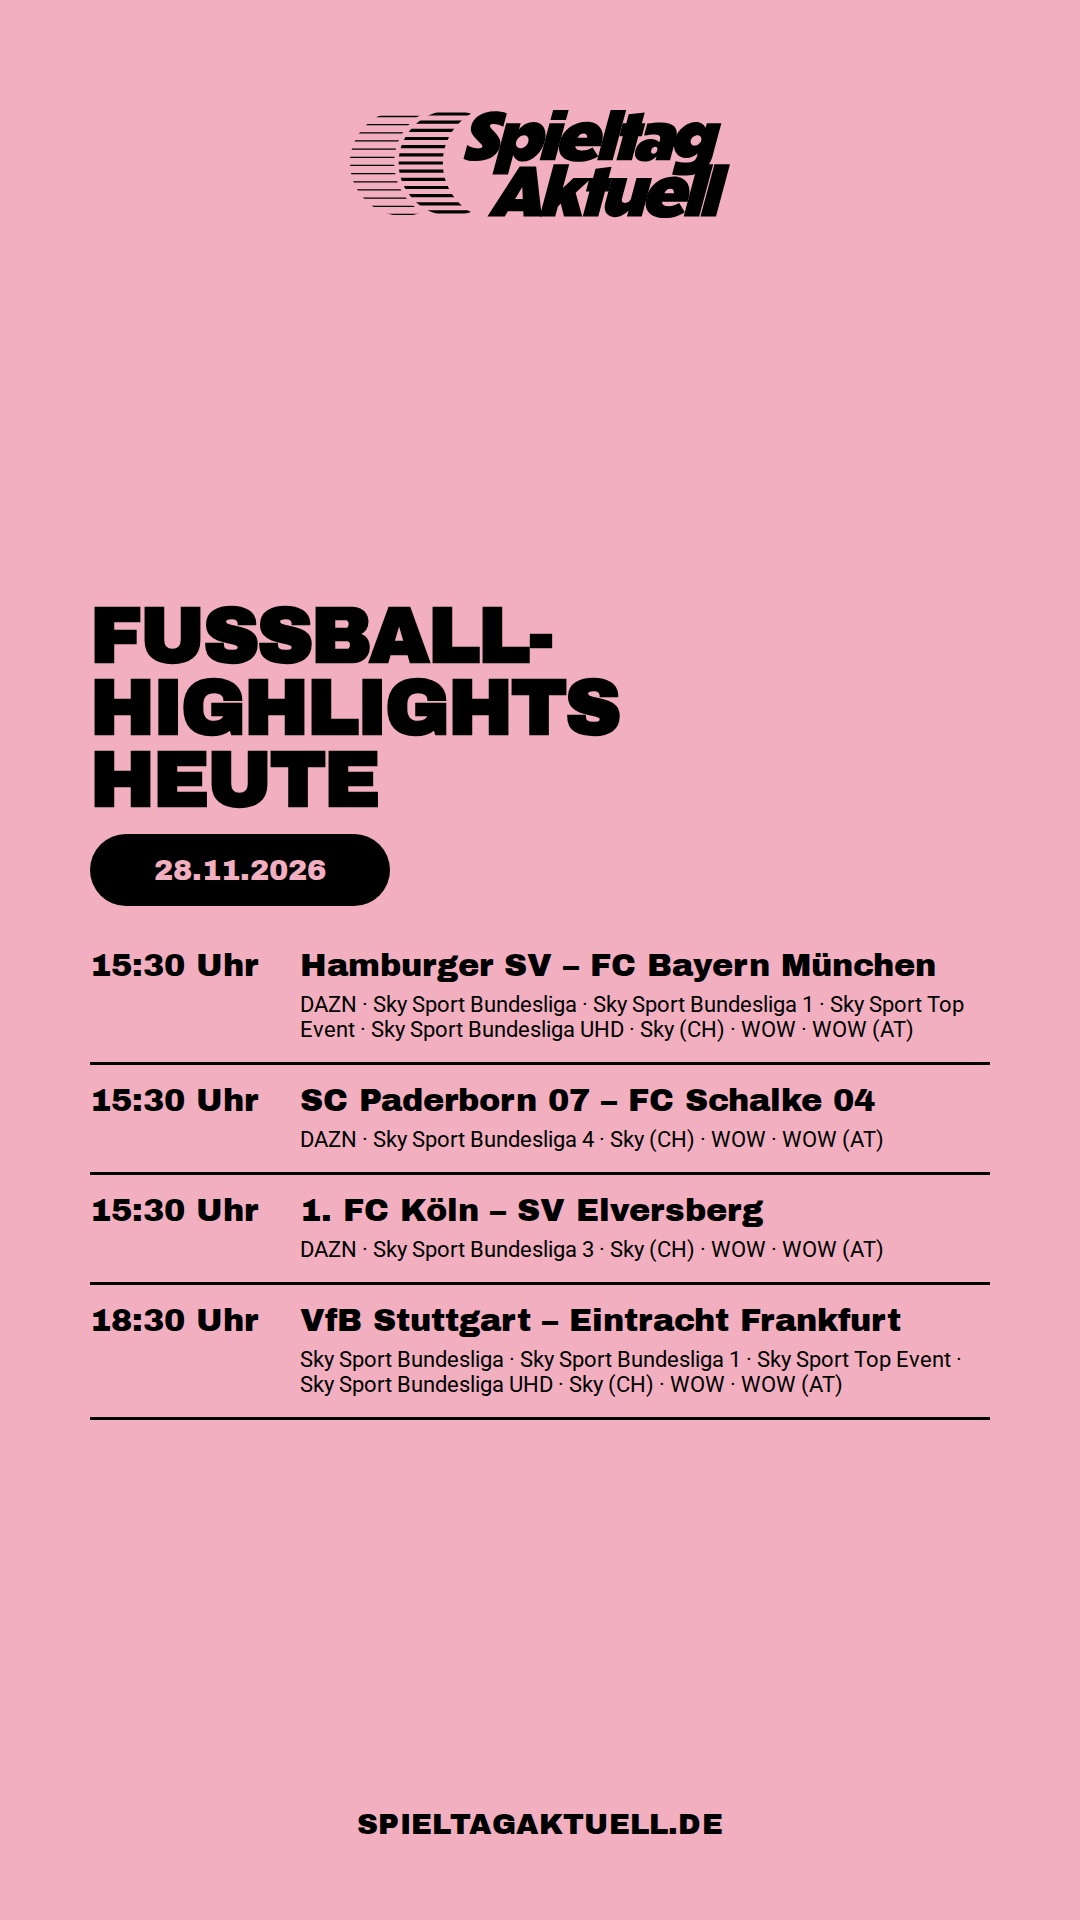 Spieltag
Aktuell
FUSSBALL-
HIGHLIGHTS
HEUTE
28.11.2026
15:30 Uhr Hamburger SV – FC Bayern München
DAZN · Sky Sport Bundesliga · Sky Sport Bundesliga 1 · Sky Sport Top
Event · Sky Sport Bundesliga UHD · Sky (CH) · WOW · WOW (AT)
15:30 Uhr SC Paderborn 07 – FC Schalke 04
DAZN · Sky Sport Bundesliga 4 · Sky (CH) · WOW · WOW (AT)
15:30 Uhr 1. FC Köln – SV Elversberg
DAZN · Sky Sport Bundesliga 3 · Sky (CH) · WOW · WOW (AT)
18:30 Uhr VfB Stuttgart – Eintracht Frankfurt
Sky Sport Bundesliga · Sky Sport Bundesliga 1 · Sky Sport Top Event ·
Sky Sport Bundesliga UHD · Sky (CH) · WOW · WOW (AT)
SPIELTAGAKTUELL.DE